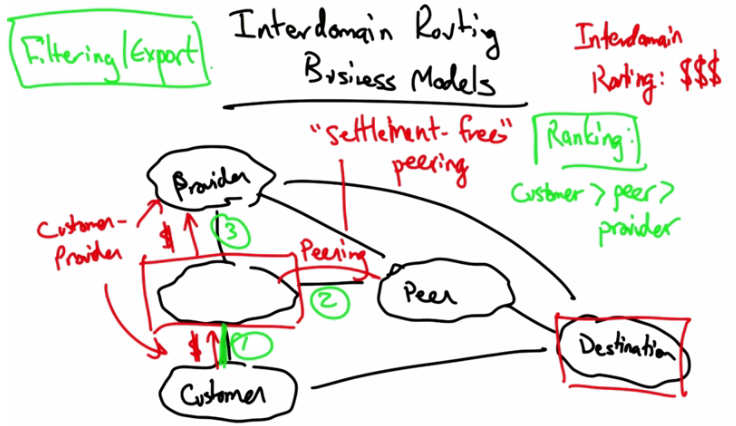 Filtering/Export
Interdomain Routing
Business Models
Interdomain
Routing: $$$
"settlement-free"
peering
Ranking:
Customer > peer >
provider
Provider
Customer-
Provider
$
3
Peering
2
Peer
$
1
Destination
Customer